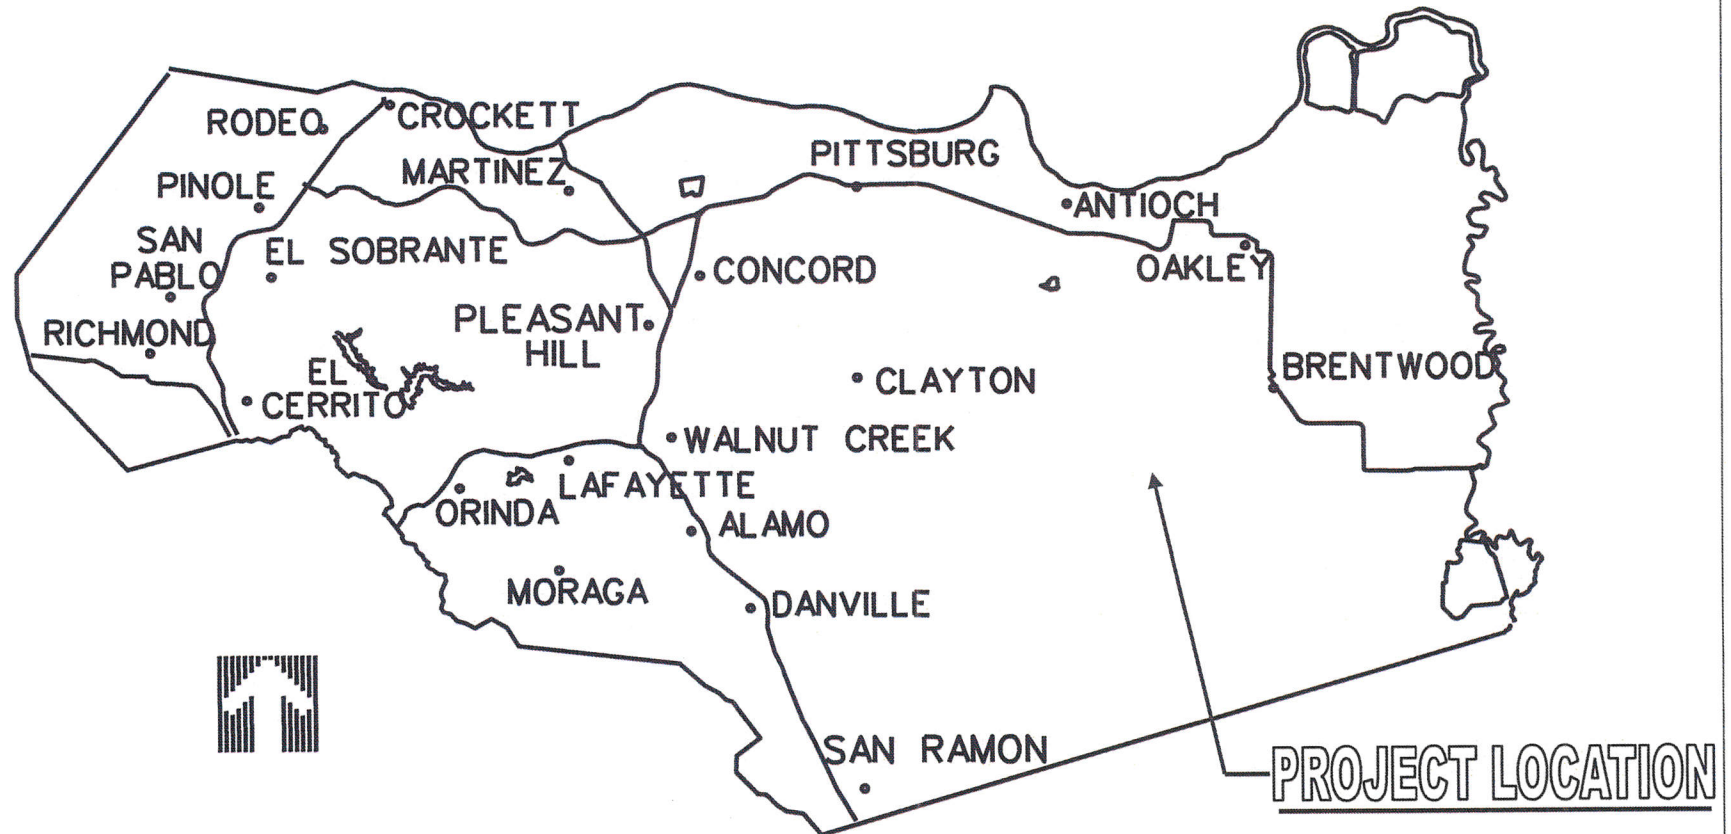 RODEO
CROCKETT
PITTSBURG
MARTINEZ
PINOLE
ANTIOCH
SAN
PABLO
EL SOBRANTE
OAKLEY
CONCORD
PLEASANT
HILL
RICHMOND
BRENTWOOD
EL
CERRITO
CLAYTON
WALNUT CREEK
LAFAYETTE
ORINDA
ALAMO
MORAGA
DANVILLE
SAN RAMON
PROJECT LOCATION